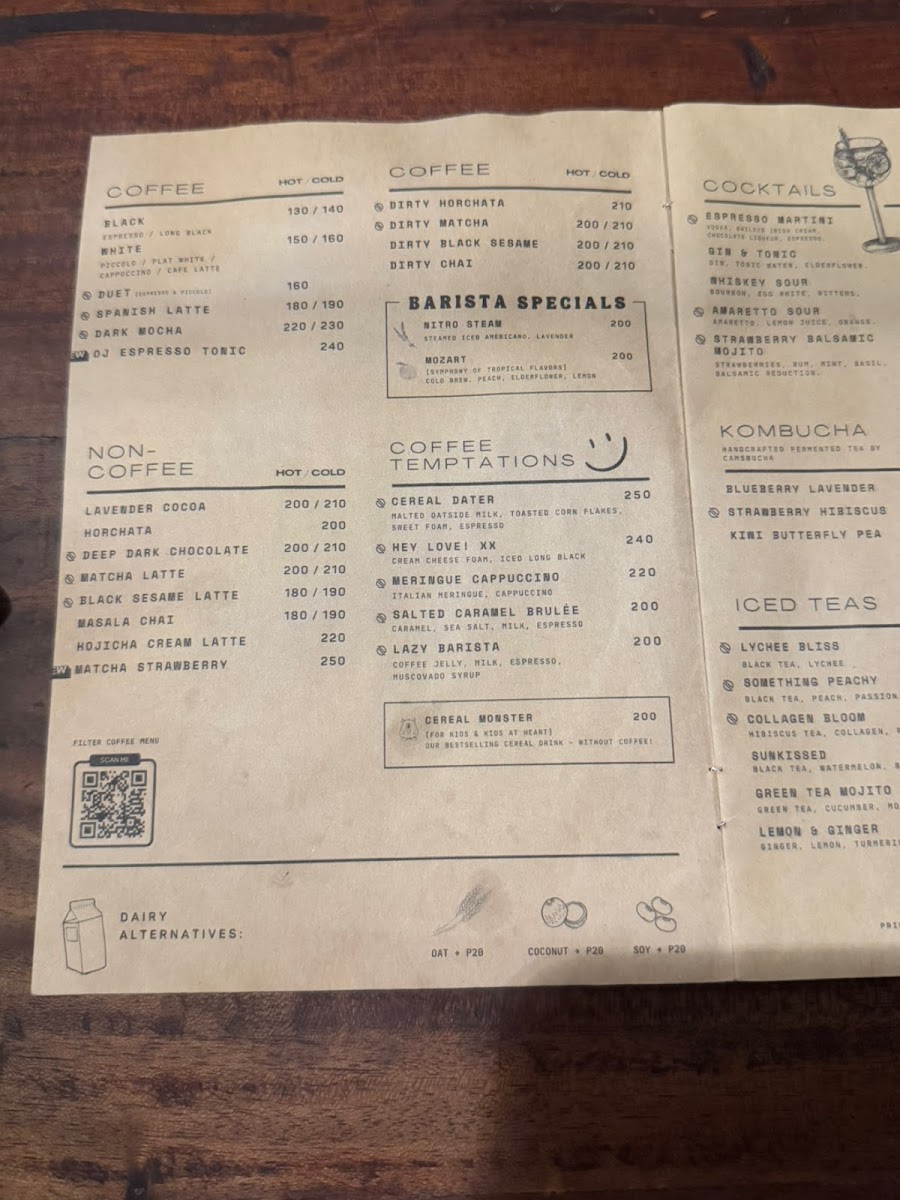 COFFEE HOT / COLD
BLACK 130 / 140
ESPRESSO / LONG BLACK
WHITE 150 / 160
PICCOLO / FLAT WHITE /
CAPPUCCINO / CAFE LATTE
DUET (ESPRESSO & PICCOLO) 160
SPANISH LATTE 180 / 190
DARK MOCHA 220 / 230
EW OJ ESPRESSO TONIC 240
NON-
COFFEE HOT / COLD
LAVENDER COCOA 200 / 210
HORCHATA 200
DEEP DARK CHOCOLATE 200 / 210
MATCHA LATTE 200 / 210
BLACK SESAME LATTE 180 / 190
MASALA CHAI 180 / 190
HOJICHA CREAM LATTE 220
EW MATCHA STRAWBERRY 250
FILTER COFFEE MENU
SCAN ME
COFFEE HOT / COLD
DIRTY HORCHATA 210
DIRTY MATCHA 200 / 210
DIRTY BLACK SESAME 200 / 210
DIRTY CHAI 200 / 210
BARISTA SPECIALS
NITRO STEAM 200
STEAMED ICED AMERICANO, LAVENDER
MOZART 200
[SYMPHONY OF TROPICAL FLAVORS]
COLD BREW, PEACH, ELDERFLOWER, LEMON
COFFEE
TEMPTATIONS
CEREAL DATER 250
MALTED OATSIDE MILK, TOASTED CORN FLAKES,
SWEET FOAM, ESPRESSO
HEY LOVE! XX 240
CREAM CHEESE FOAM, ICED LONG BLACK
MERINGUE CAPPUCCINO 220
ITALIAN MERINGUE, CAPPUCCINO
SALTED CARAMEL BRULÉE 200
CARAMEL, SEA SALT, MILK, ESPRESSO
LAZY BARISTA 200
COFFEE JELLY, MILK, ESPRESSO,
MUSCOVADO SYRUP
CEREAL MONSTER 200
[FOR KIDS & KIDS AT HEART]
OUR BESTSELLING CEREAL DRINK - WITHOUT COFFEE!
DAIRY
ALTERNATIVES:
OAT + P20 COCONUT + P20 SOY + P20
COCKTAILS
ESPRESSO MARTINI
VODKA, BAILEYS IRISH CREAM,
CHOCOLATE LIQUEUR, ESPRESSO.
GIN & TONIC
GIN, TONIC WATER, ELDERFLOWER.
WHISKEY SOUR
BOURBON, EGG WHITE, BITTERS.
AMARETTO SOUR
AMARETTO, LEMON JUICE, ORANGE.
STRAWBERRY BALSAMIC
MOJITO
STRAWBERRIES, RUM, MINT, BASIL,
BALSAMIC REDUCTION.
KOMBUCHA
HANDCRAFTED FERMENTED TEA BY
CAMSBUCHA
BLUEBERRY LAVENDER
STRAWBERRY HIBISCUS
KIWI BUTTERFLY PEA
ICED TEAS
LYCHEE BLISS
BLACK TEA, LYCHEE
SOMETHING PEACHY
BLACK TEA, PEACH, PASSION
COLLAGEN BLOOM
HIBISCUS TEA, COLLAGEN,
SUNKISSED
BLACK TEA, WATERMELON,
GREEN TEA MOJITO
GREEN TEA, CUCUMBER,
LEMON & GINGER
GINGER, LEMON, TURMERI